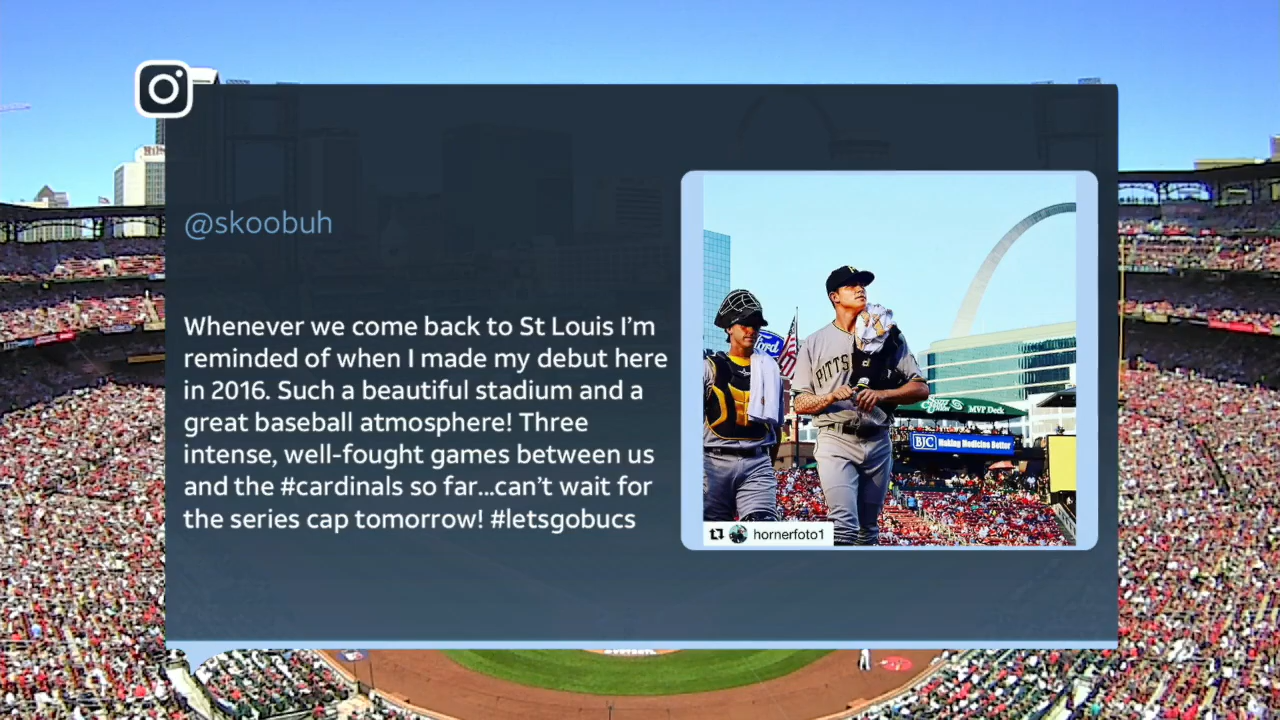 @skoobuh
Whenever we come back to St Louis I'm
reminded of when I made my debut here
in 2016. Such a beautiful stadium and a
great baseball atmosphere! Three
intense, well-fought games between us
and the #cardinals so far...can't wait for
the series cap tomorrow! #letsgobucs
Ford
PITTS
MVP Deck
BJC Making Medicine Better
hornerfoto1